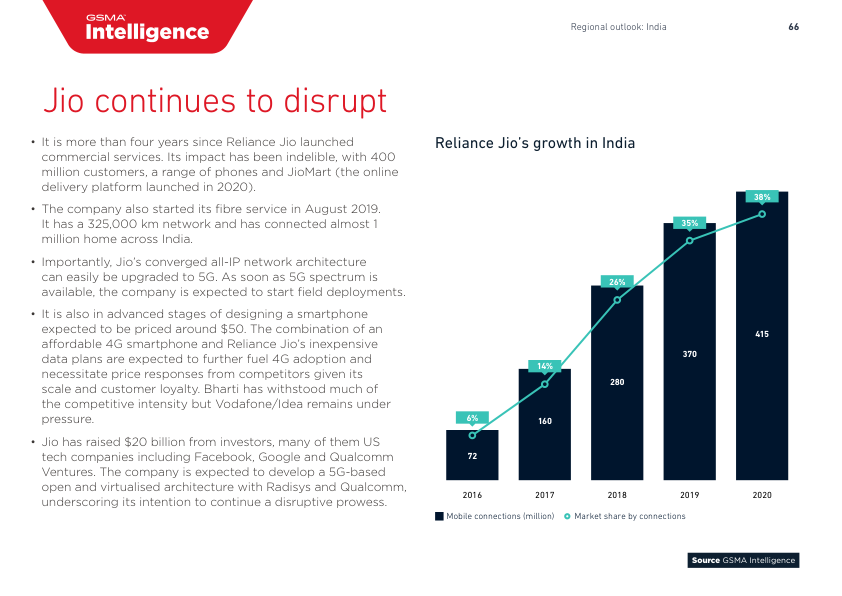 GSMA
Intelligence
Regional outlook: India
66
Jio continues to disrupt
• It is more than four years since Reliance Jio launched
commercial services. Its impact has been indelible, with 400
million customers, a range of phones and JioMart (the online
delivery platform launched in 2020).
• The company also started its fibre service in August 2019.
It has a 325,000 km network and has connected almost 1
million home across India.
• Importantly, Jio's converged all-IP network architecture
can easily be upgraded to 5G. As soon as 5G spectrum is
available, the company is expected to start field deployments.
• It is also in advanced stages of designing a smartphone
expected to be priced around $50. The combination of an
affordable 4G smartphone and Reliance Jio's inexpensive
data plans are expected to further fuel 4G adoption and
necessitate price responses from competitors given its
scale and customer loyalty. Bharti has withstood much of
the competitive intensity but Vodafone/Idea remains under
pressure.
• Jio has raised $20 billion from investors, many of them US
tech companies including Facebook, Google and Qualcomm
Ventures. The company is expected to develop a 5G-based
open and virtualised architecture with Radisys and Qualcomm,
underscoring its intention to continue a disruptive prowess.
Reliance Jio's growth in India
6%
14%
26%
35%
38%
72
160
280
370
415
2016
2017
2018
2019
2020
Mobile connections (million)
Market share by connections
Source GSMA Intelligence